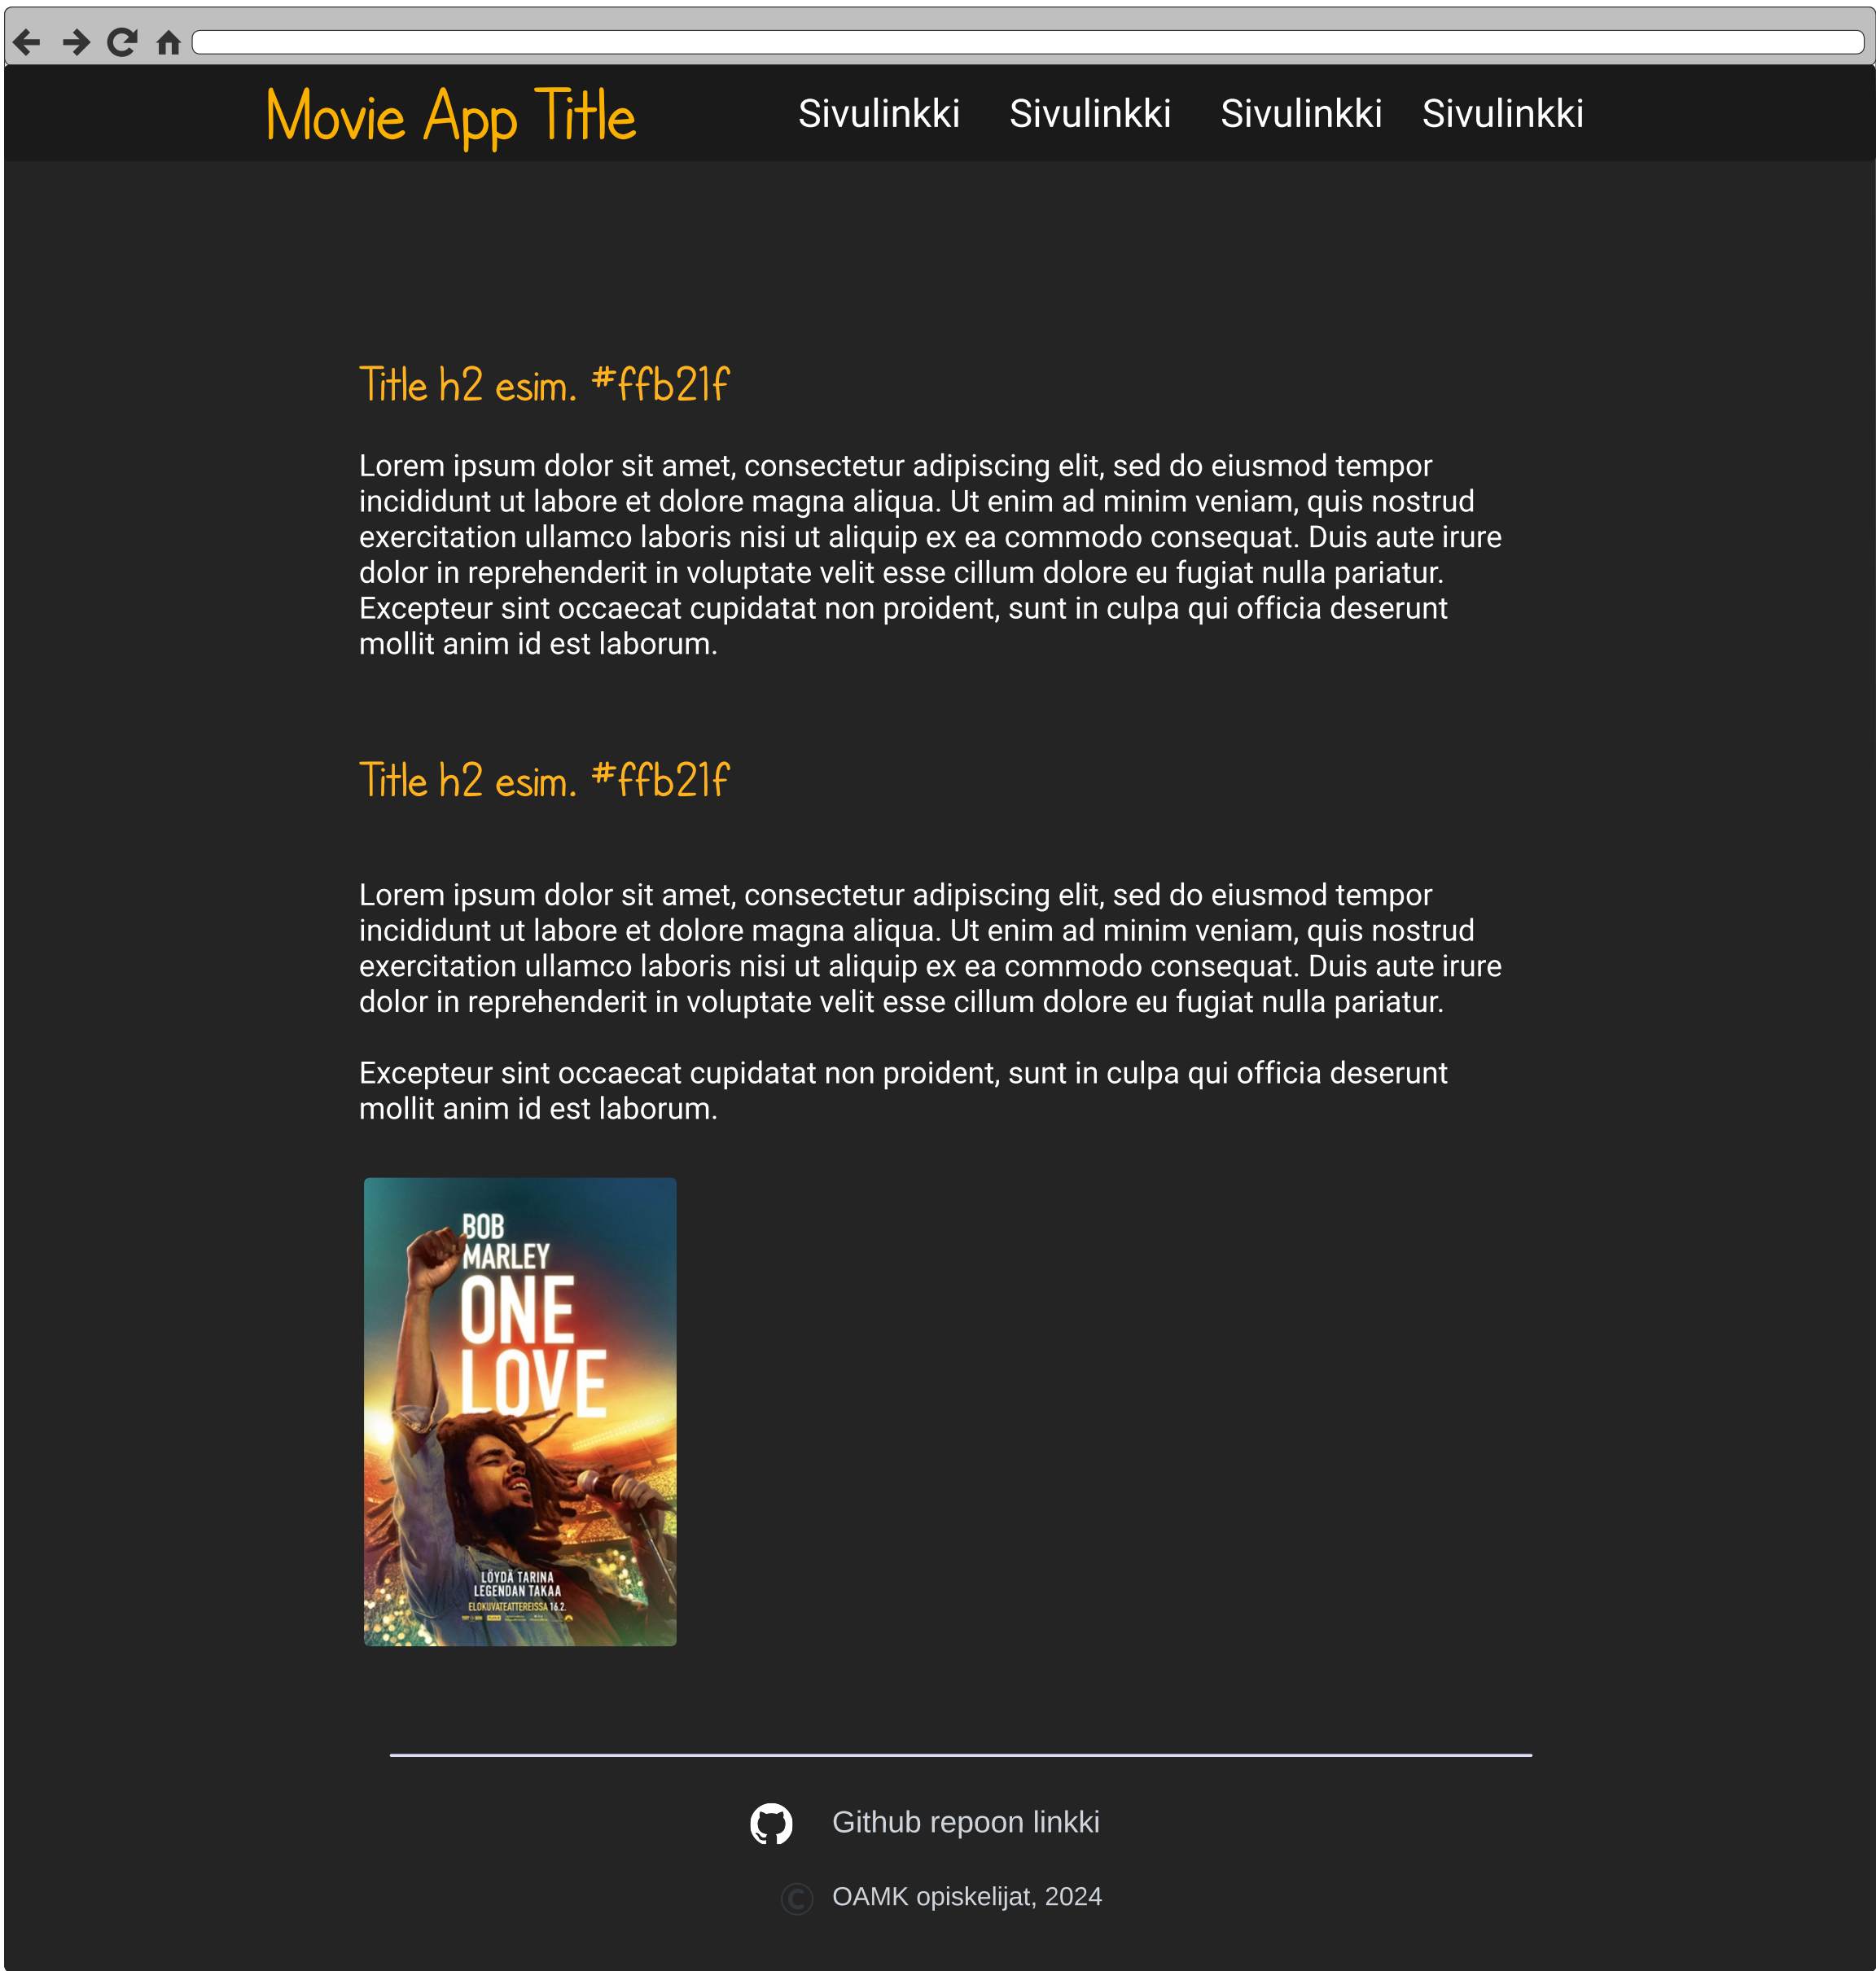 Movie App Title
Sivulinkki Sivulinkki Sivulinkki Sivulinkki
Title h2 esim. #ffb21f
Lorem ipsum dolor sit amet, consectetur adipiscing elit, sed do eiusmod tempor
incididunt ut labore et dolore magna aliqua. Ut enim ad minim veniam, quis nostrud
exercitation ullamco laboris nisi ut aliquip ex ea commodo consequat. Duis aute irure
dolor in reprehenderit in voluptate velit esse cillum dolore eu fugiat nulla pariatur.
Excepteur sint occaecat cupidatat non proident, sunt in culpa qui officia deserunt
mollit anim id est laborum.
Title h2 esim. #ffb21f
Lorem ipsum dolor sit amet, consectetur adipiscing elit, sed do eiusmod tempor
incididunt ut labore et dolore magna aliqua. Ut enim ad minim veniam, quis nostrud
exercitation ullamco laboris nisi ut aliquip ex ea commodo consequat. Duis aute irure
dolor in reprehenderit in voluptate velit esse cillum dolore eu fugiat nulla pariatur.
Excepteur sint occaecat cupidatat non proident, sunt in culpa qui officia deserunt
mollit anim id est laborum.
BOB
MARLEY
ONE
LOVE
LÖYDÄ TARINA
LEGENDAN TAKAA
ELOKUVATEATTEREISSA 16.2.
Github repoon linkki
© OAMK opiskelijat, 2024